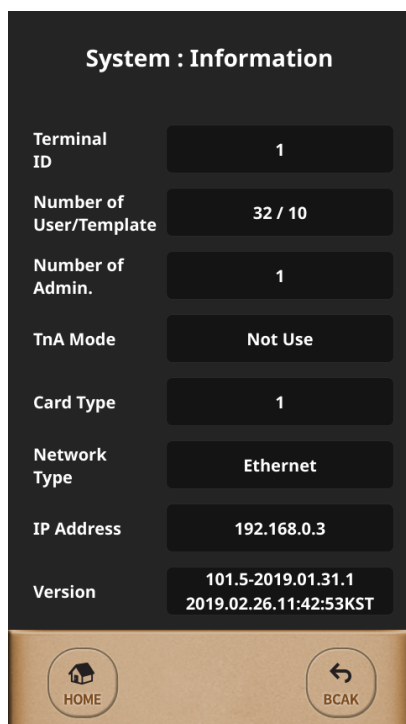 System : Information
Terminal
ID
1
Number of
User/Template
32 / 10
Number of
Admin.
1
TnA Mode
Not Use
Card Type
1
Network
Type
Ethernet
IP Address
192.168.0.3
Version
101.5-2019.01.31.1
2019.02.26.11:42:53KST
HOME
BCAK